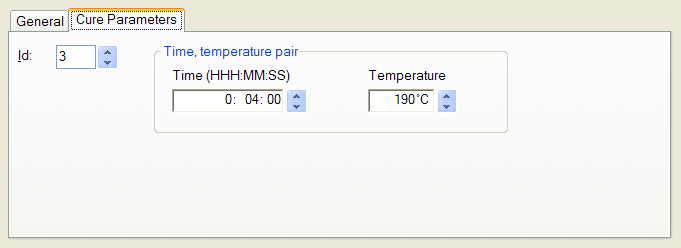 General Cure Parameters
Id: 3
Time, temperature pair
Time (HHH:MM:SS) Temperature
0: 04: 00 190°C